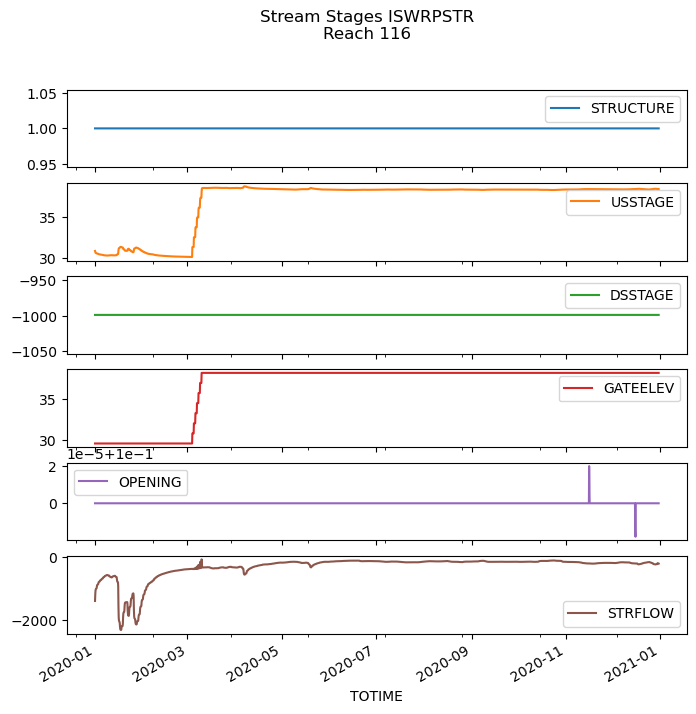 Stream Stages ISWRPSTR
Reach 116
1.05
1.00
0.95
STRUCTURE
35
30
USSTAGE
−950
−1000
−1050
DSSTAGE
35
30
GATEELEV
1e−5+1e−1
2
0
OPENING
0
−2000
STRFLOW
2020-01
2020-03
2020-05
2020-07
2020-09
2020-11
2021-01
TOTIME